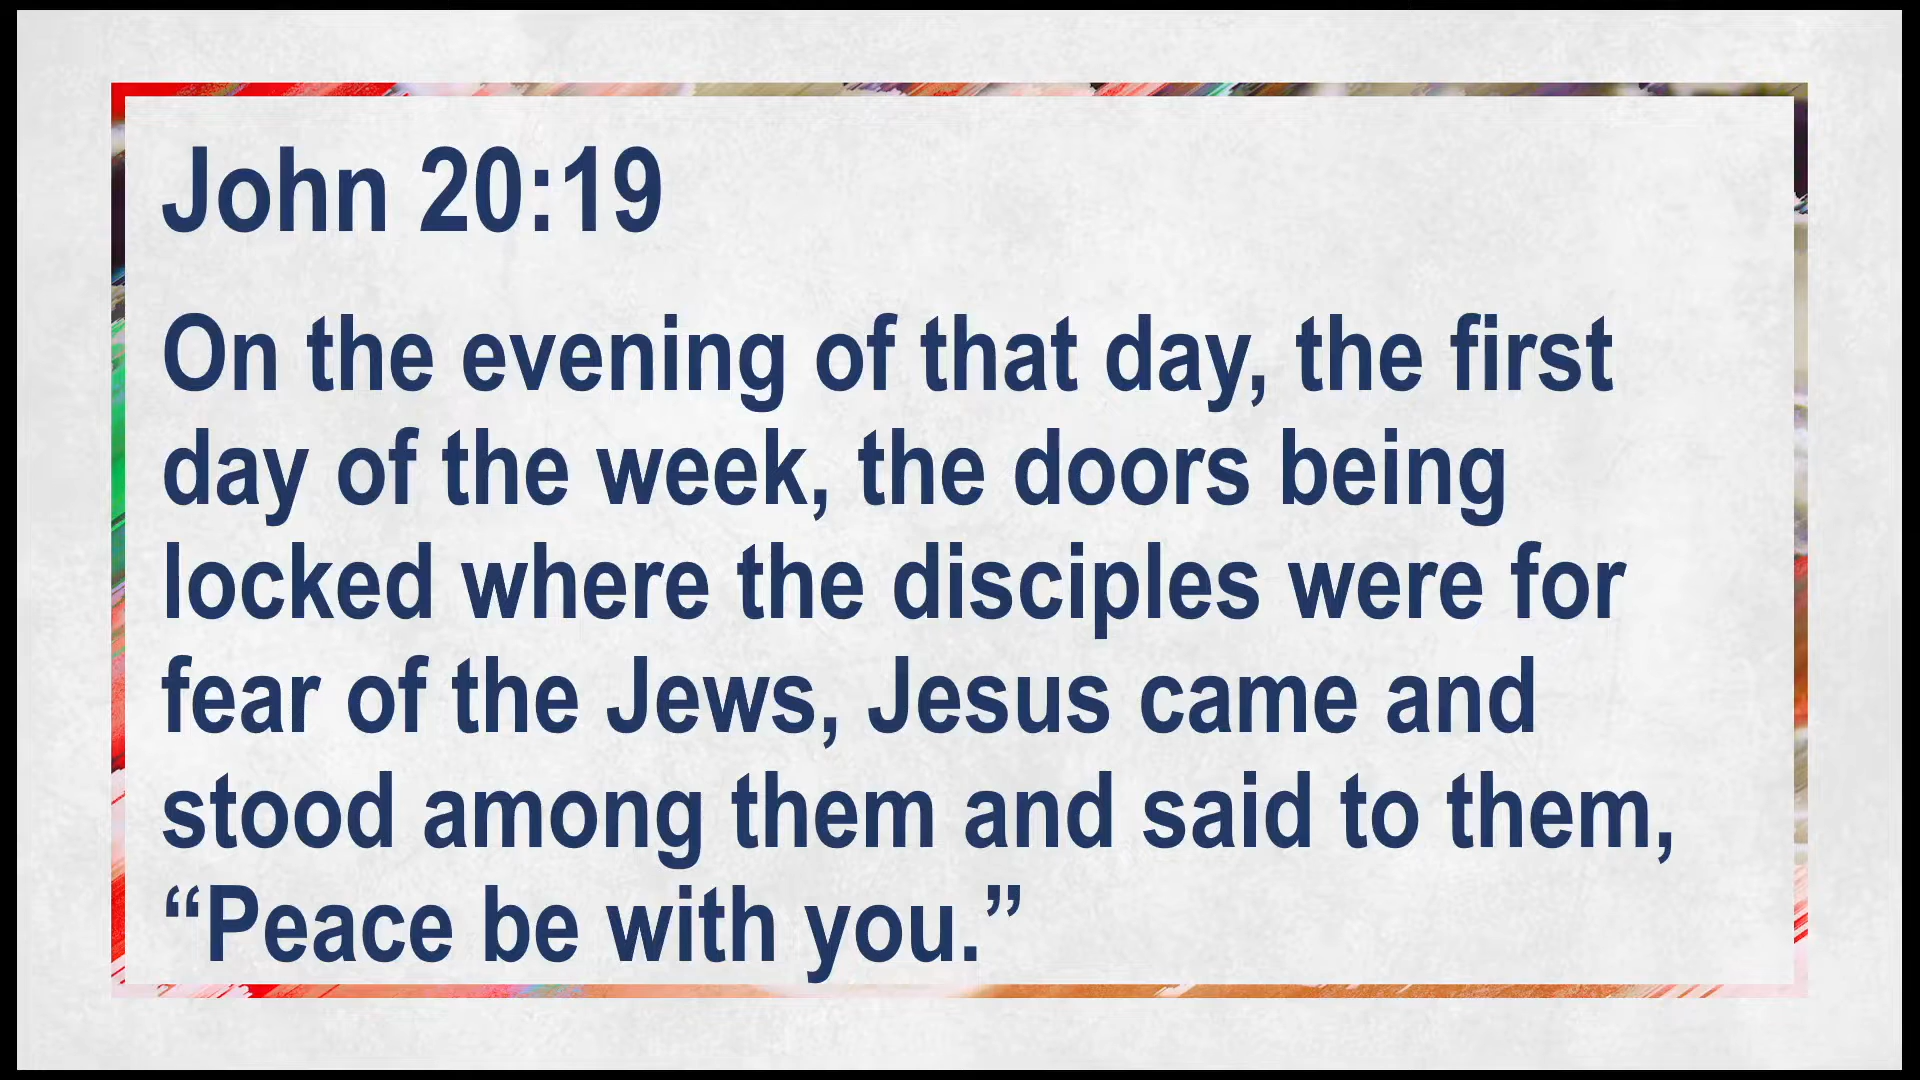 John 20:19
On the evening of that day, the first
day of the week, the doors being
locked where the disciples were for
fear of the Jews, Jesus came and
stood among them and said to them,
“Peace be with you.”